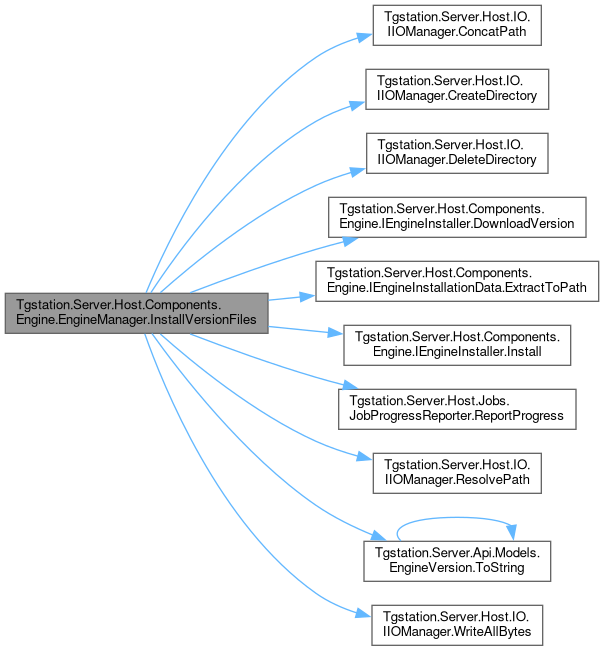 Tgstation.Server.Host.IO.
IIOManager.ConcatPath
Tgstation.Server.Host.IO.
IIOManager.CreateDirectory
Tgstation.Server.Host.IO.
IIOManager.DeleteDirectory
Tgstation.Server.Host.Components.
Engine.IEngineInstaller.DownloadVersion
Tgstation.Server.Host.Components.
Engine.IEngineInstallationData.ExtractToPath
Tgstation.Server.Host.Components.
Engine.EngineManager.InstallVersionFiles
Tgstation.Server.Host.Components.
Engine.IEngineInstaller.Install
Tgstation.Server.Host.Jobs.
JobProgressReporter.ReportProgress
Tgstation.Server.Host.IO.
IIOManager.ResolvePath
Tgstation.Server.Api.Models.
EngineVersion.ToString
Tgstation.Server.Host.IO.
IIOManager.WriteAllBytes